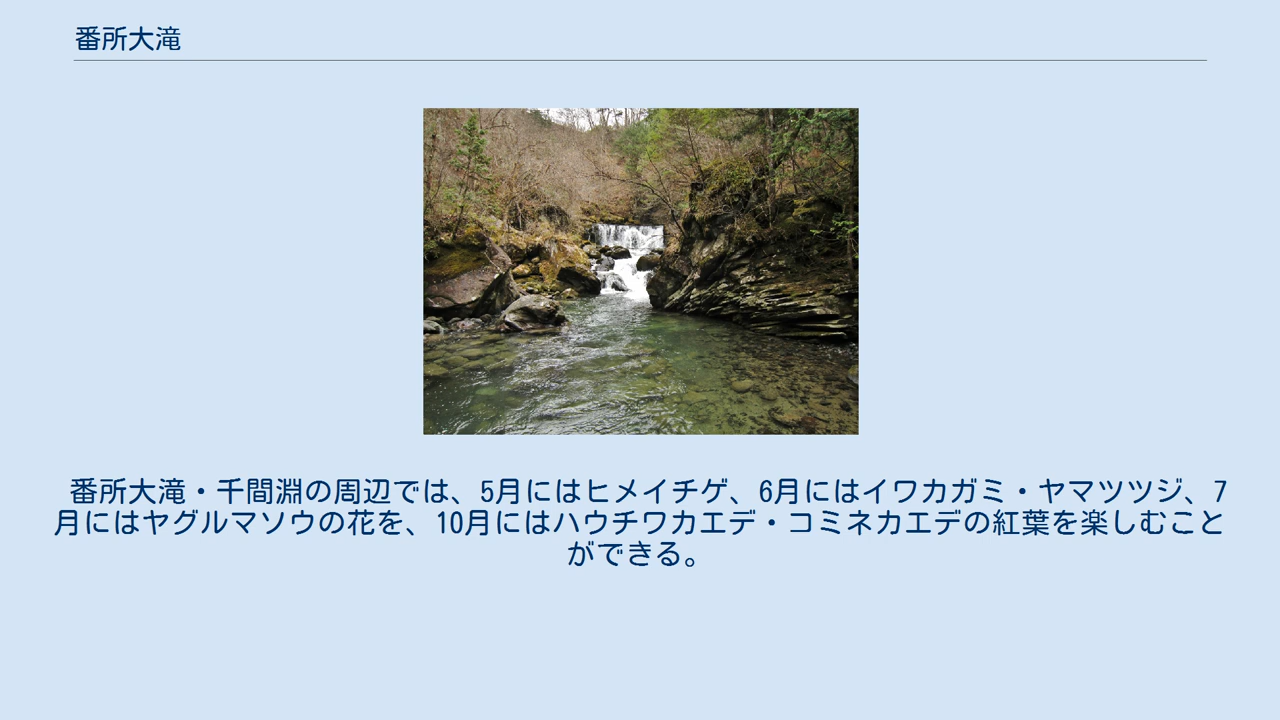 番所大滝
番所大滝・千間淵の周辺では、5月にはヒメイチゲ、6月にはイワカガミ・ヤマツツジ、7
月にはヤグルマソウの花を、10月にはハウチワカエデ・コミネカエデの紅葉を楽しむこと
ができる。